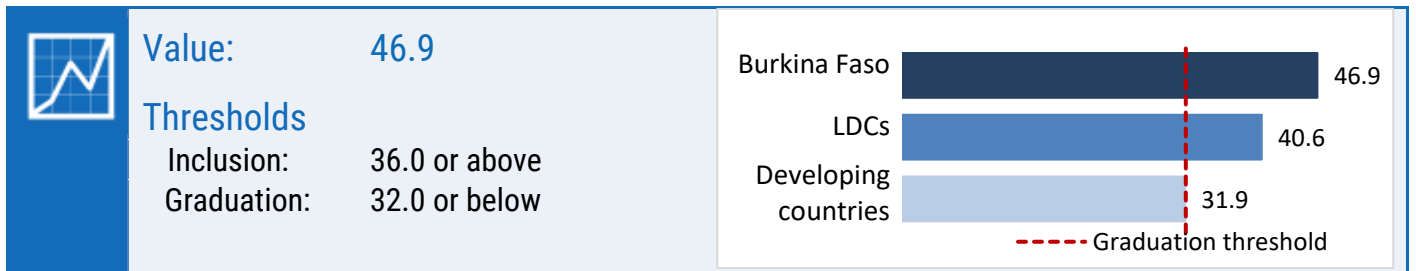 Value: 46.9
Thresholds
Inclusion: 36.0 or above
Graduation: 32.0 or below
Burkina Faso 46.9
LDCs 40.6
Developing
countries 31.9
Graduation threshold